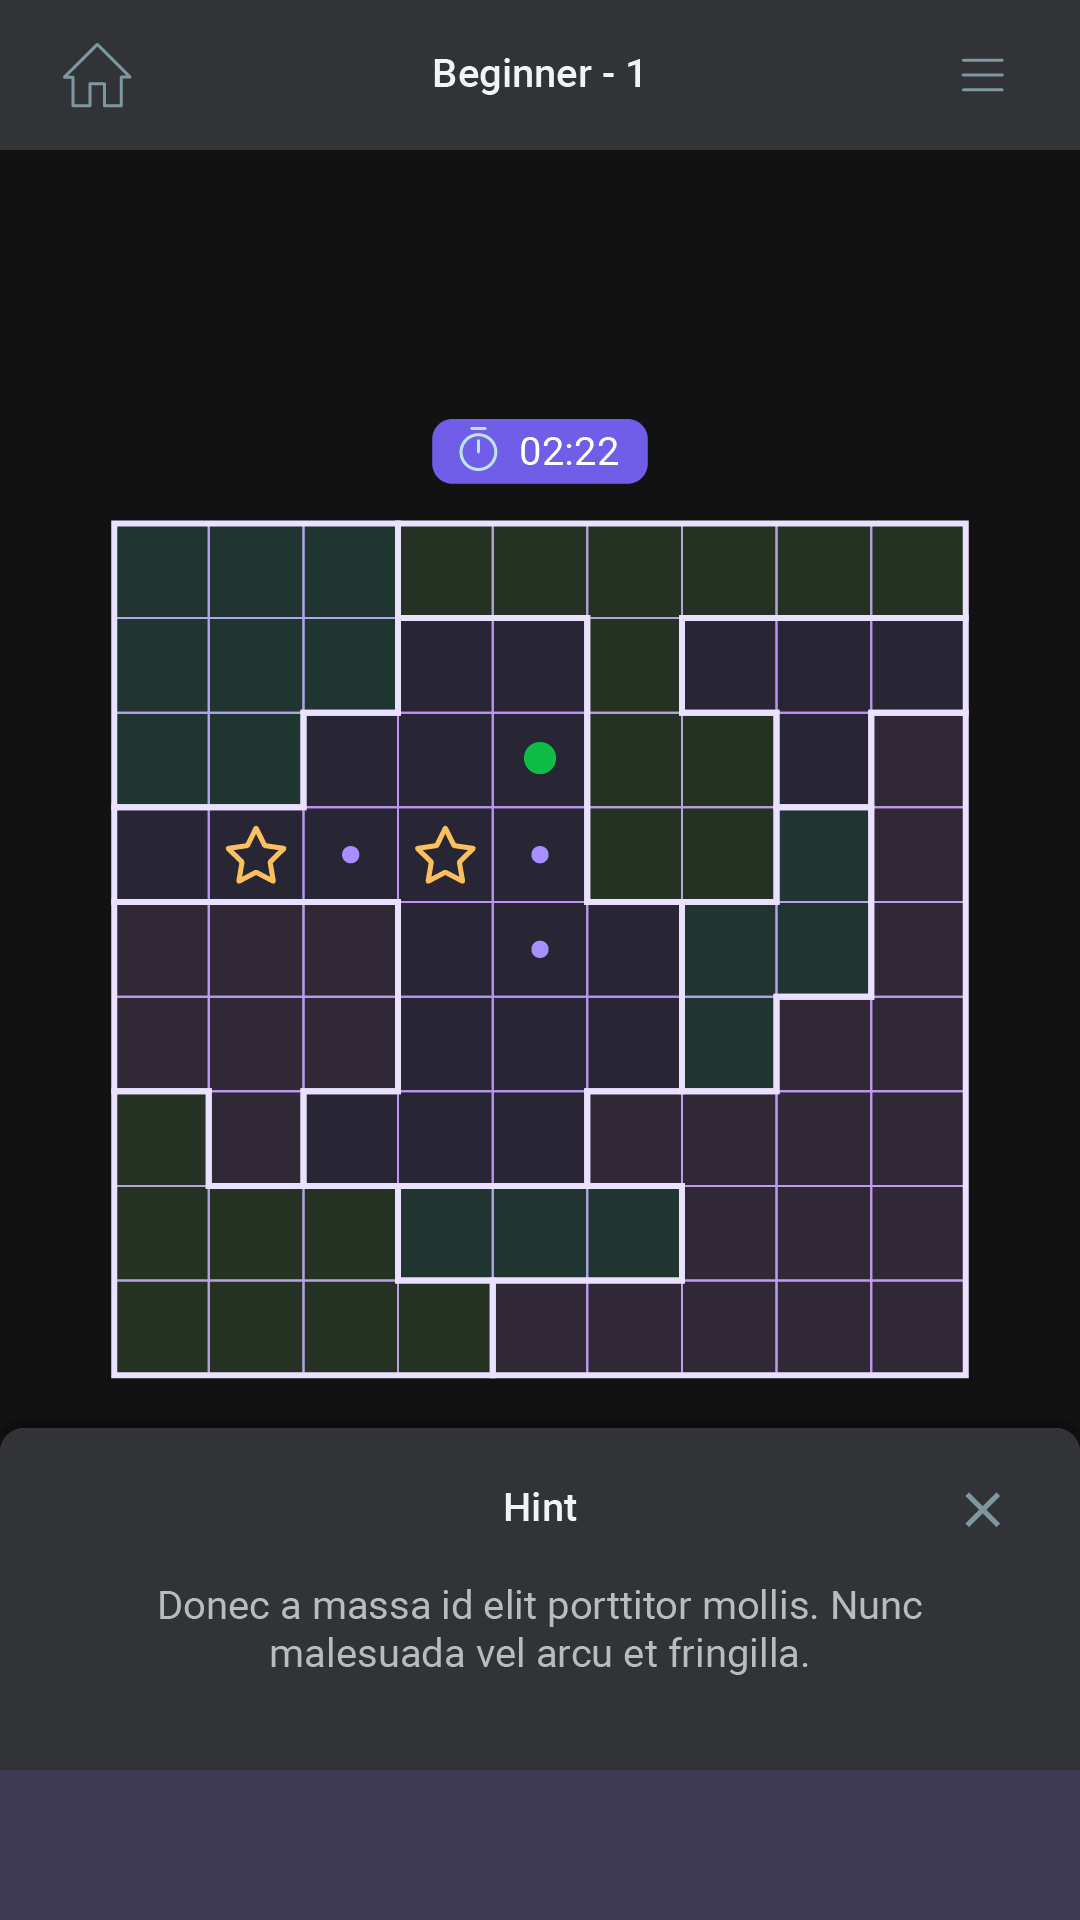 Beginner - 1
02:22
Hint
Donec a massa id elit porttitor mollis. Nunc
malesuada vel arcu et fringilla.